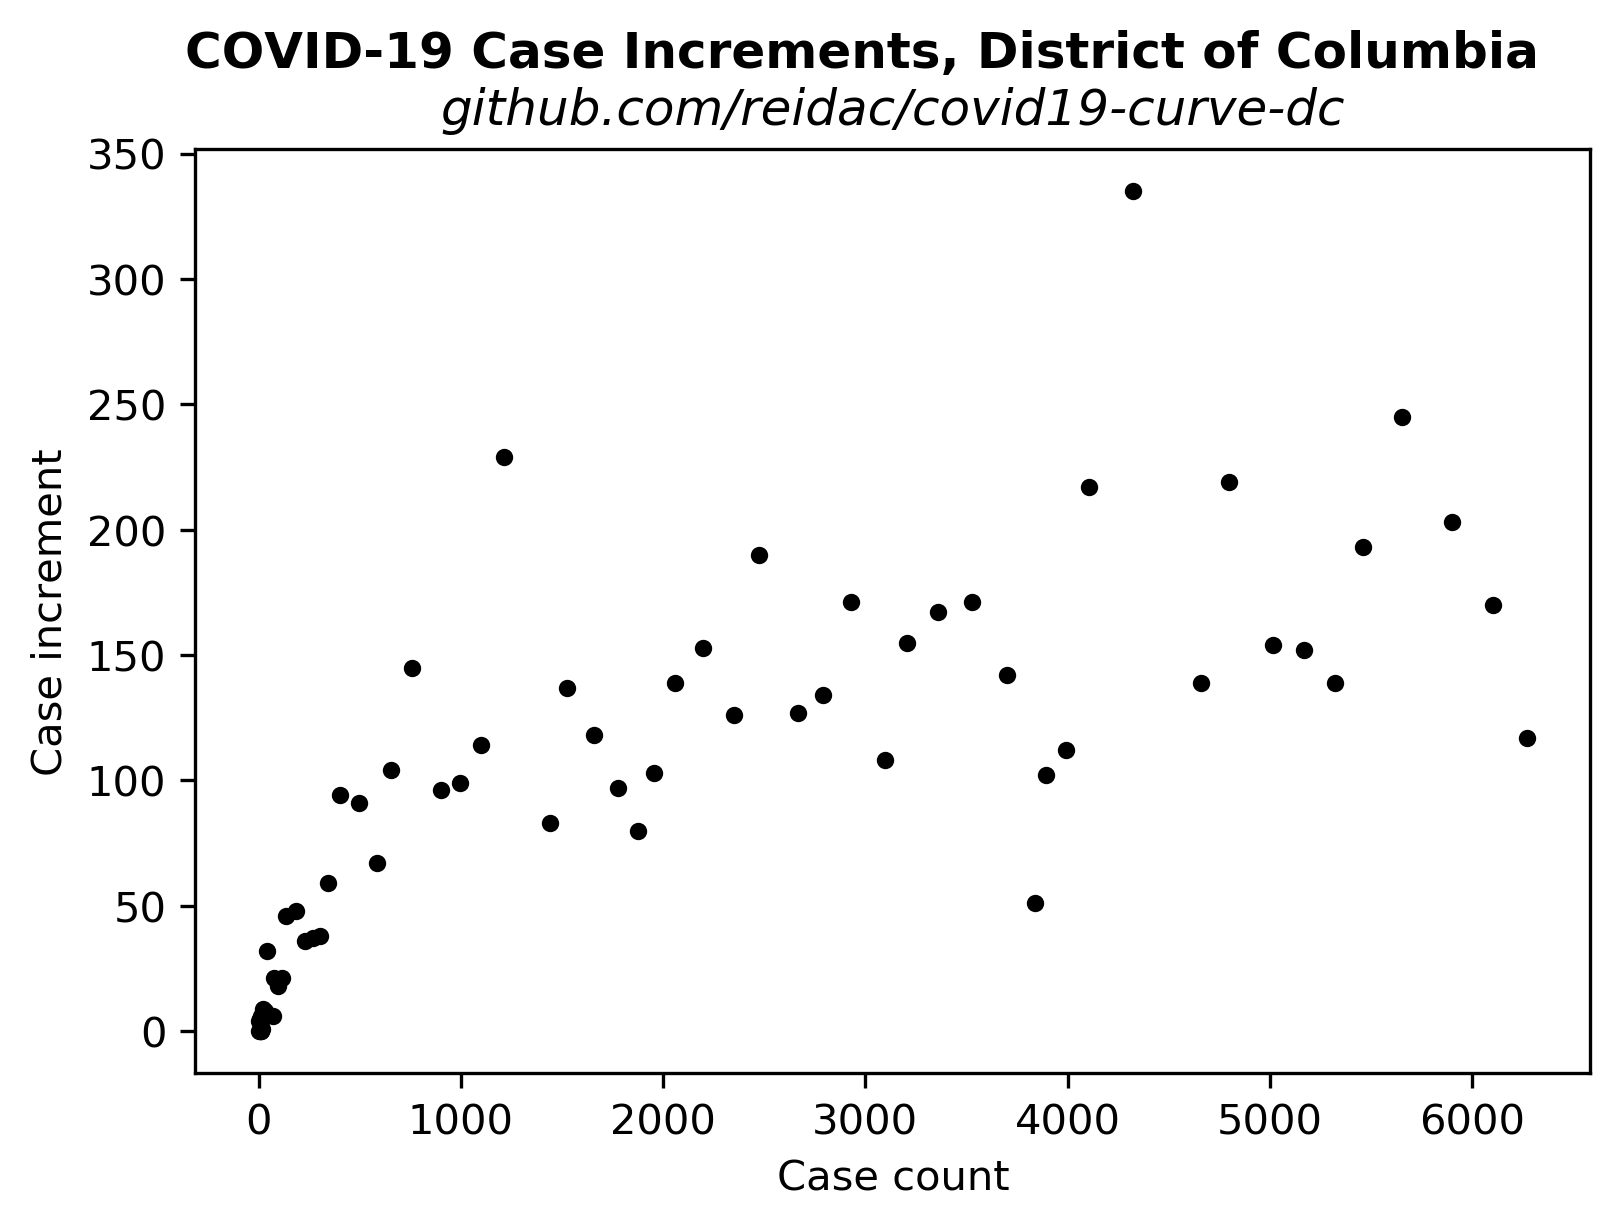 COVID-19 Case Increments, District of Columbia
github.com/reidac/covid19-curve-dc
350
300
250
200
150
100
50
0
Case increment
0 1000 2000 3000 4000 5000 6000
Case count